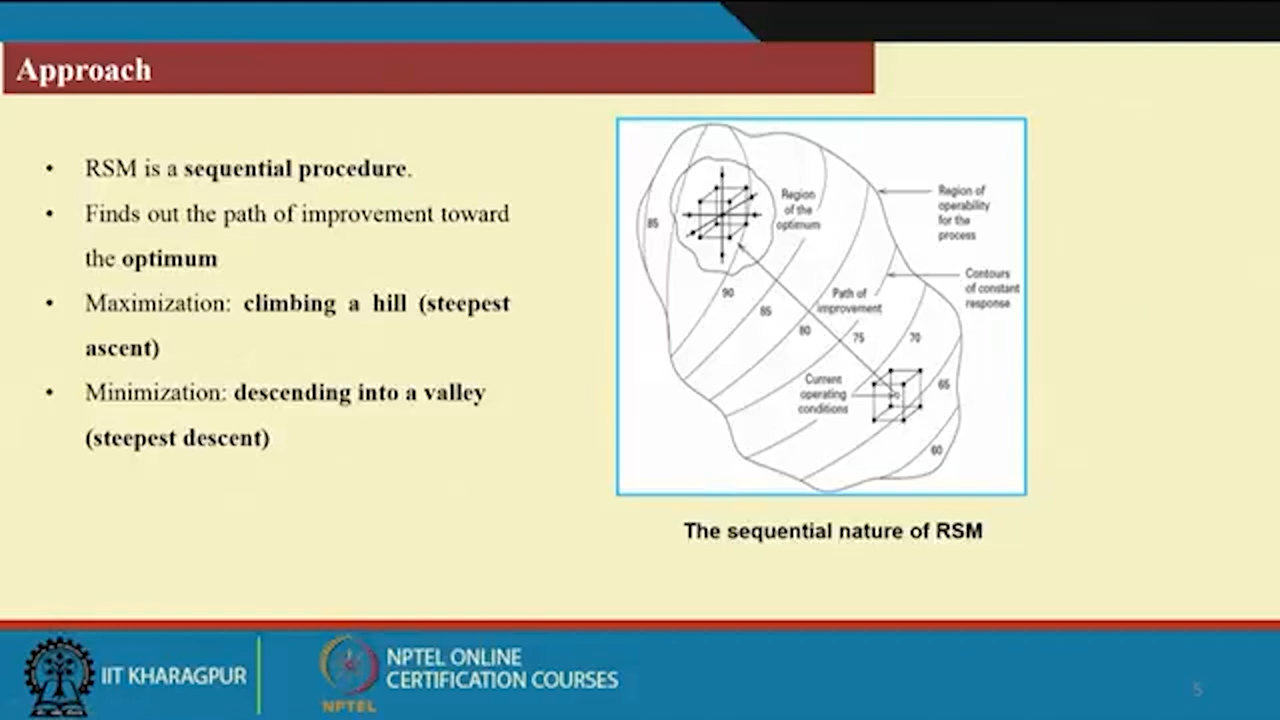 Approach
• RSM is a sequential procedure.
• Finds out the path of improvement toward
the optimum
• Maximization: climbing a hill (steepest
ascent)
• Minimization: descending into a valley
(steepest descent)
85
Region
of the
optimum
Region of
operability
for the
process
Contours
of constant
response
90
85
80
Path of
improvement
75
70
65
60
Current
operating
conditions
The sequential nature of RSM
IIT KHARAGPUR
NPTEL
NPTEL ONLINE
CERTIFICATION COURSES
5